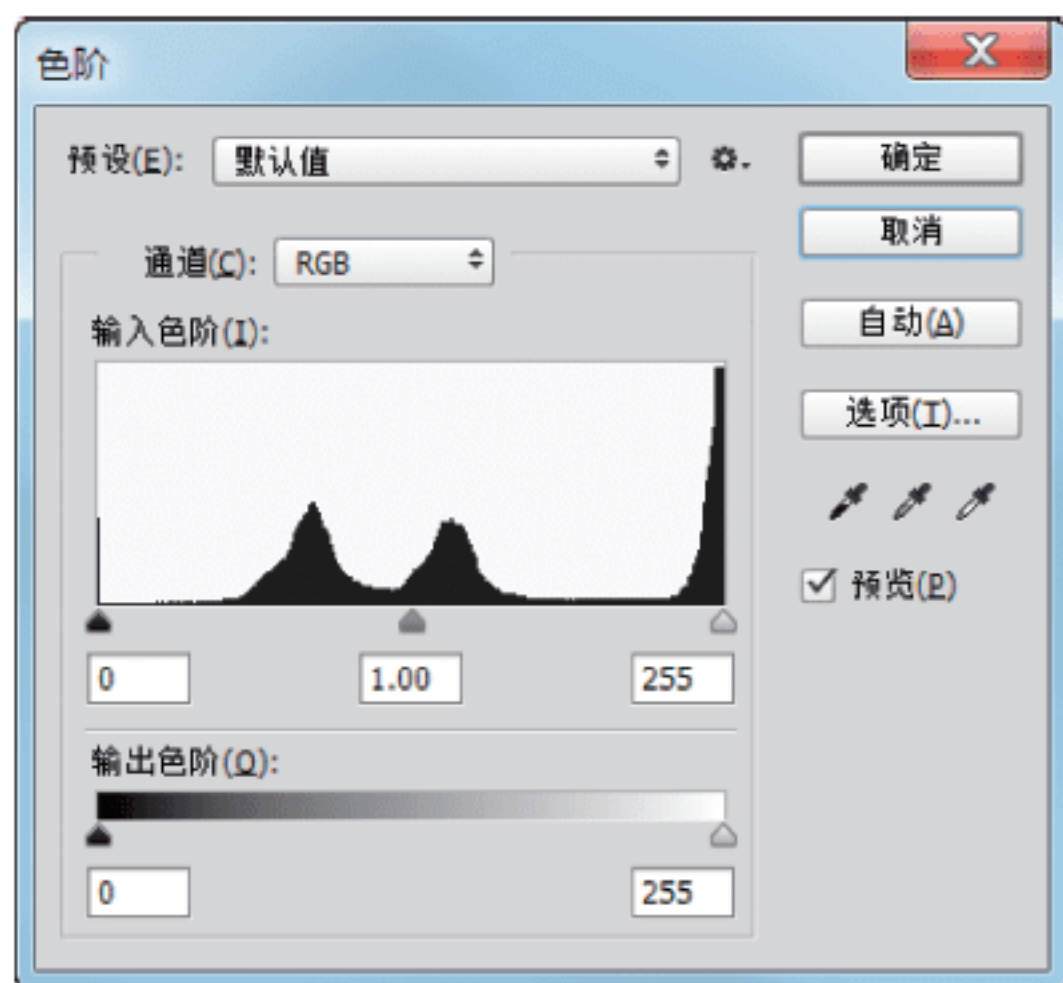 色阶
预设(E): 默认值
确定
取消
通道(C): RGB
自动(A)
输入色阶(I):
选项(T)...
预览(P)
0 1.00 255
输出色阶(O):
0 255